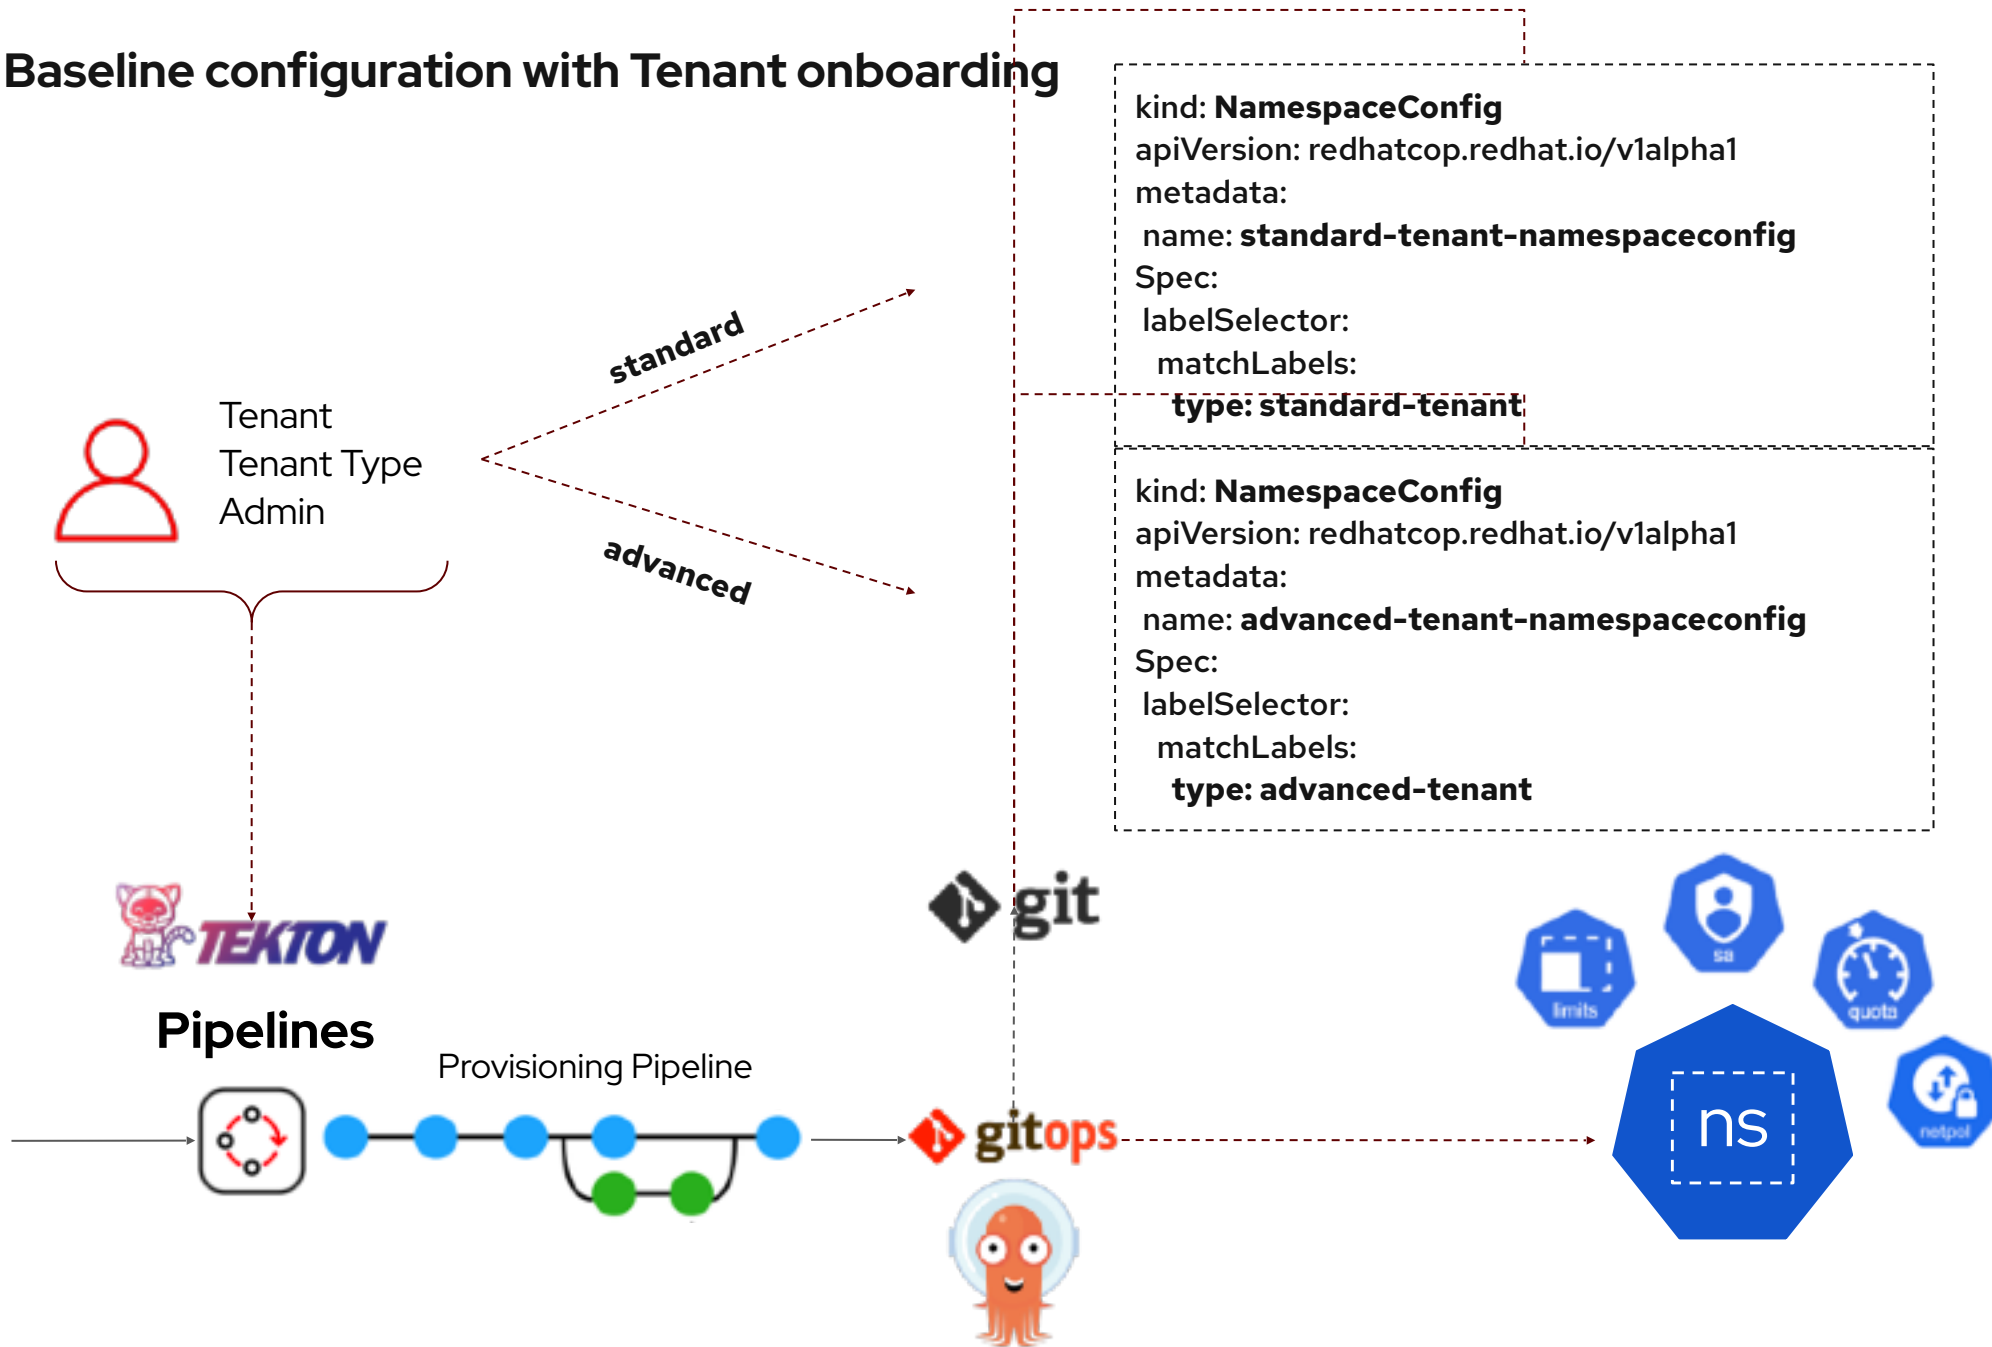 Baseline configuration with Tenant onboarding
kind: NamespaceConfig
apiVersion: redhatcop.redhat.io/v1alpha1
metadata:
name: standard-tenant-namespaceconfig
Spec:
labelSelector:
matchLabels:
type: standard-tenant
standard
Tenant
Tenant Type
Admin
advanced
kind: NamespaceConfig
apiVersion: redhatcop.redhat.io/v1alpha1
metadata:
name: advanced-tenant-namespaceconfig
Spec:
labelSelector:
matchLabels:
type: advanced-tenant
TEKTON
git
limits
sa
quota
netpol
ns
Pipelines
Provisioning Pipeline
gitops